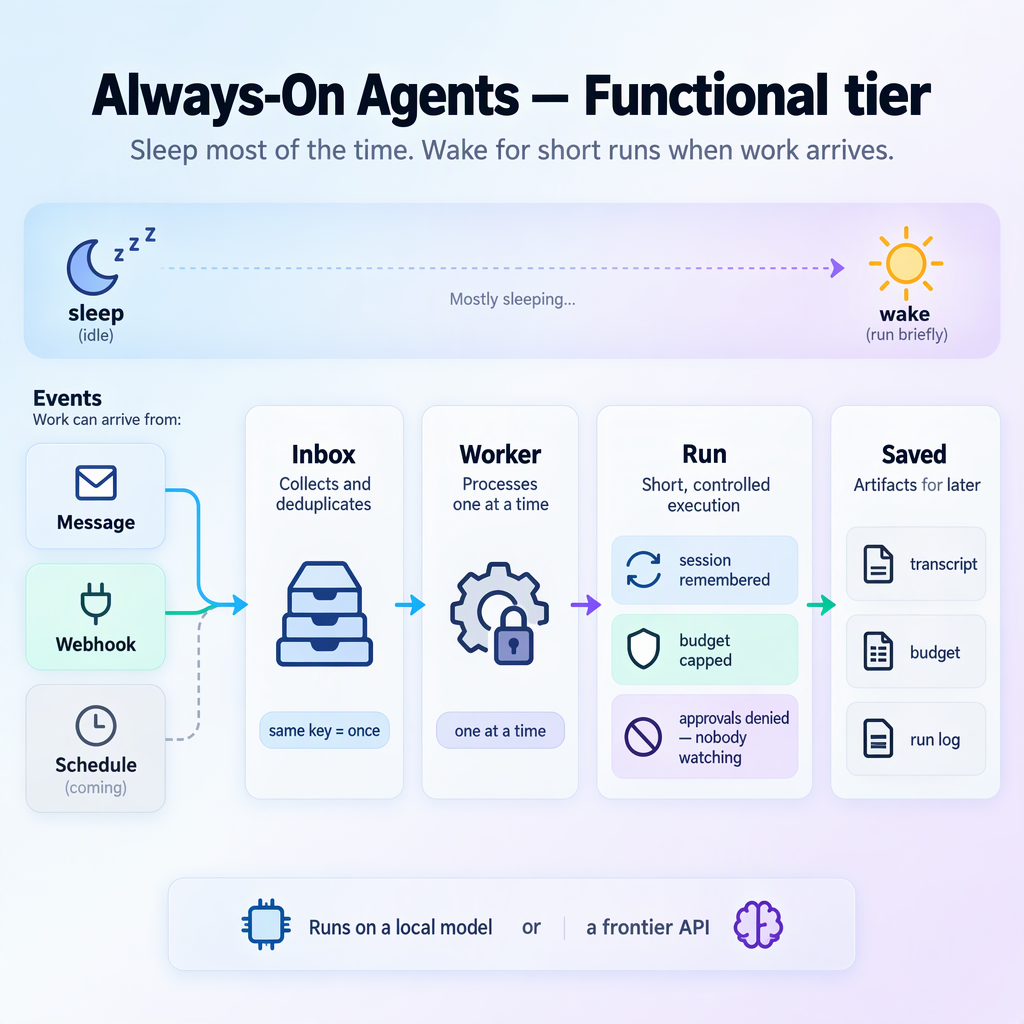 Always-On Agents — Functional tier
Sleep most of the time. Wake for short runs when work arrives.
z z z
sleep
(idle)
Mostly sleeping...
wake
(run briefly)
Events
Work can arrive from:
Message
Webhook
Schedule
(coming)
Inbox
Collects and
deduplicates
same key = once
Worker
Processes
one at a time
one at a time
Run
Short, controlled
execution
session
remembered
budget
capped
approvals denied
— nobody
watching
Saved
Artifacts for later
transcript
budget
run log
Runs on a local model or a frontier API